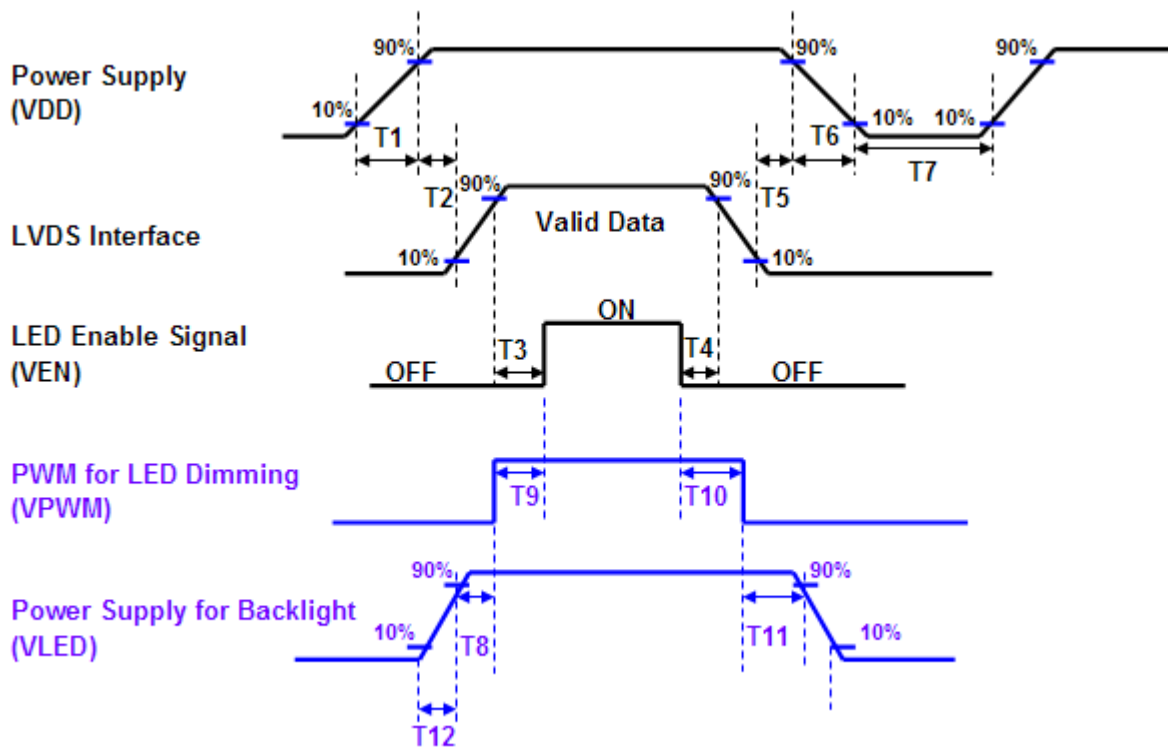 90% 90% 90%
Power Supply
(VDD)
10% 10% 10%
T1 T6
T7
T2 90% 90% T5
Valid Data
LVDS Interface
10% 10%
ON
LED Enable Signal
(VEN)
T3 T4
OFF OFF
PWM for LED Dimming
(VPWM)
T9 T10
90% 90%
Power Supply for Backlight
(VLED)
10% T8 T11 10%
T12